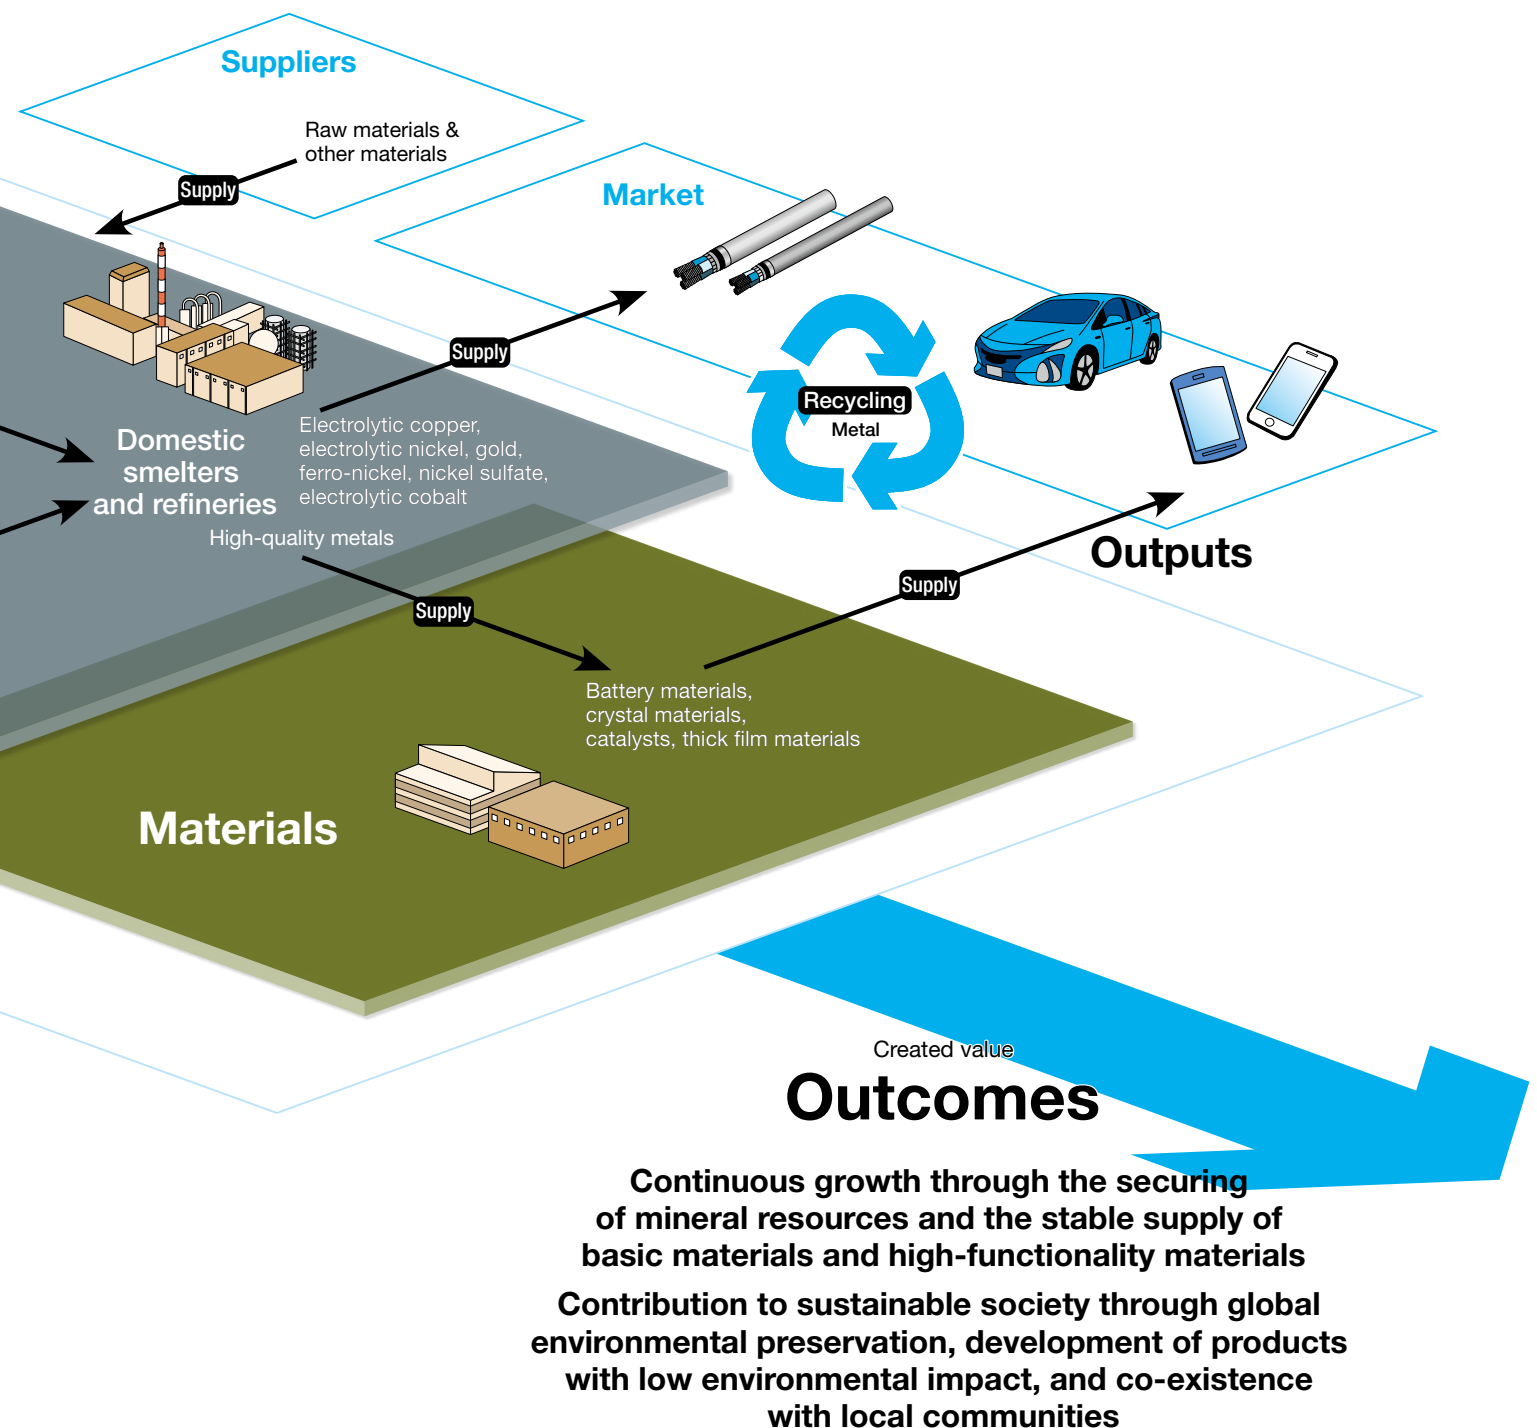 Suppliers
Raw materials &
other materials
Supply
Market
Supply
Recycling
Metal
Domestic
smelters
and refineries
Electrolytic copper,
electrolytic nickel, gold,
ferro-nickel, nickel sulfate,
electrolytic cobalt
High-quality metals
Outputs
Supply
Supply
Battery materials,
crystal materials,
catalysts, thick film materials
Materials
Created value
Outcomes
Continuous growth through the securing
of mineral resources and the stable supply of
basic materials and high-functionality materials
Contribution to sustainable society through global
environmental preservation, development of products
with low environmental impact, and co-existence
with local communities